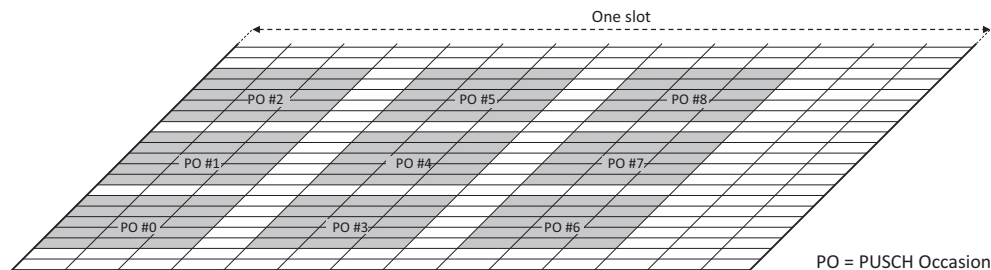 One slot
PO #2
PO #5
PO #8
PO #1
PO #4
PO #7
PO #0
PO #3
PO #6
PO = PUSCH Occasion